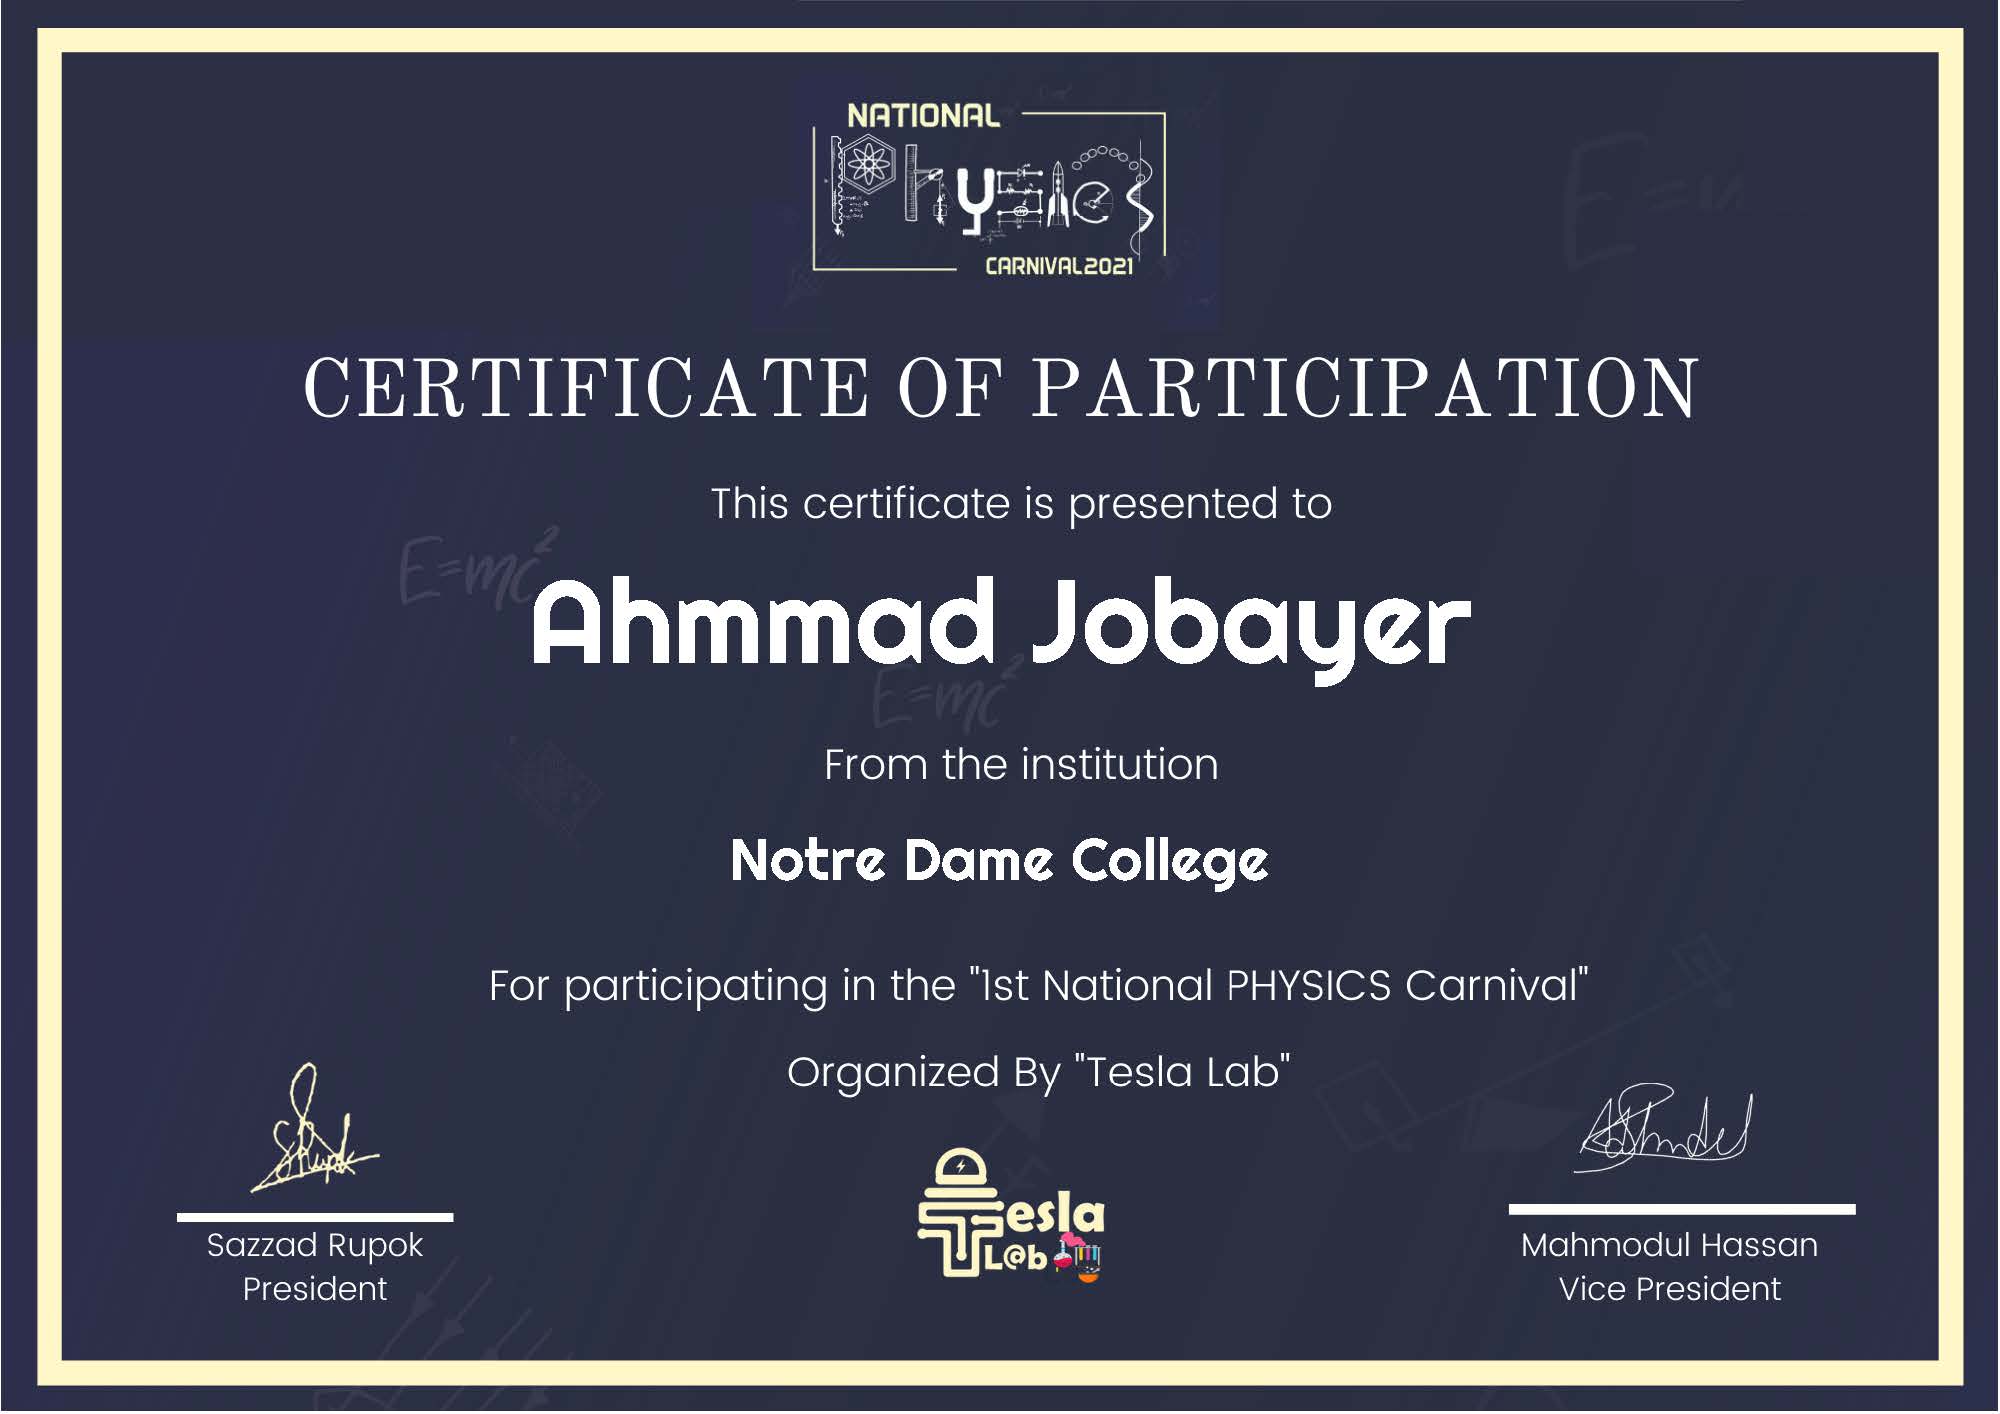 NATIONAL
PHYSICS
CARNIVAL2021
CERTIFICATE OF PARTICIPATION
This certificate is presented to
E=mc²
Ahmmad Jobayer
E=mc²
From the institution
Notre Dame College
For participating in the "1st National PHYSICS Carnival"
Organized By "Tesla Lab"
Tesla
L@b
Sazzad Rupok
President
Mahmodul Hassan
Vice President